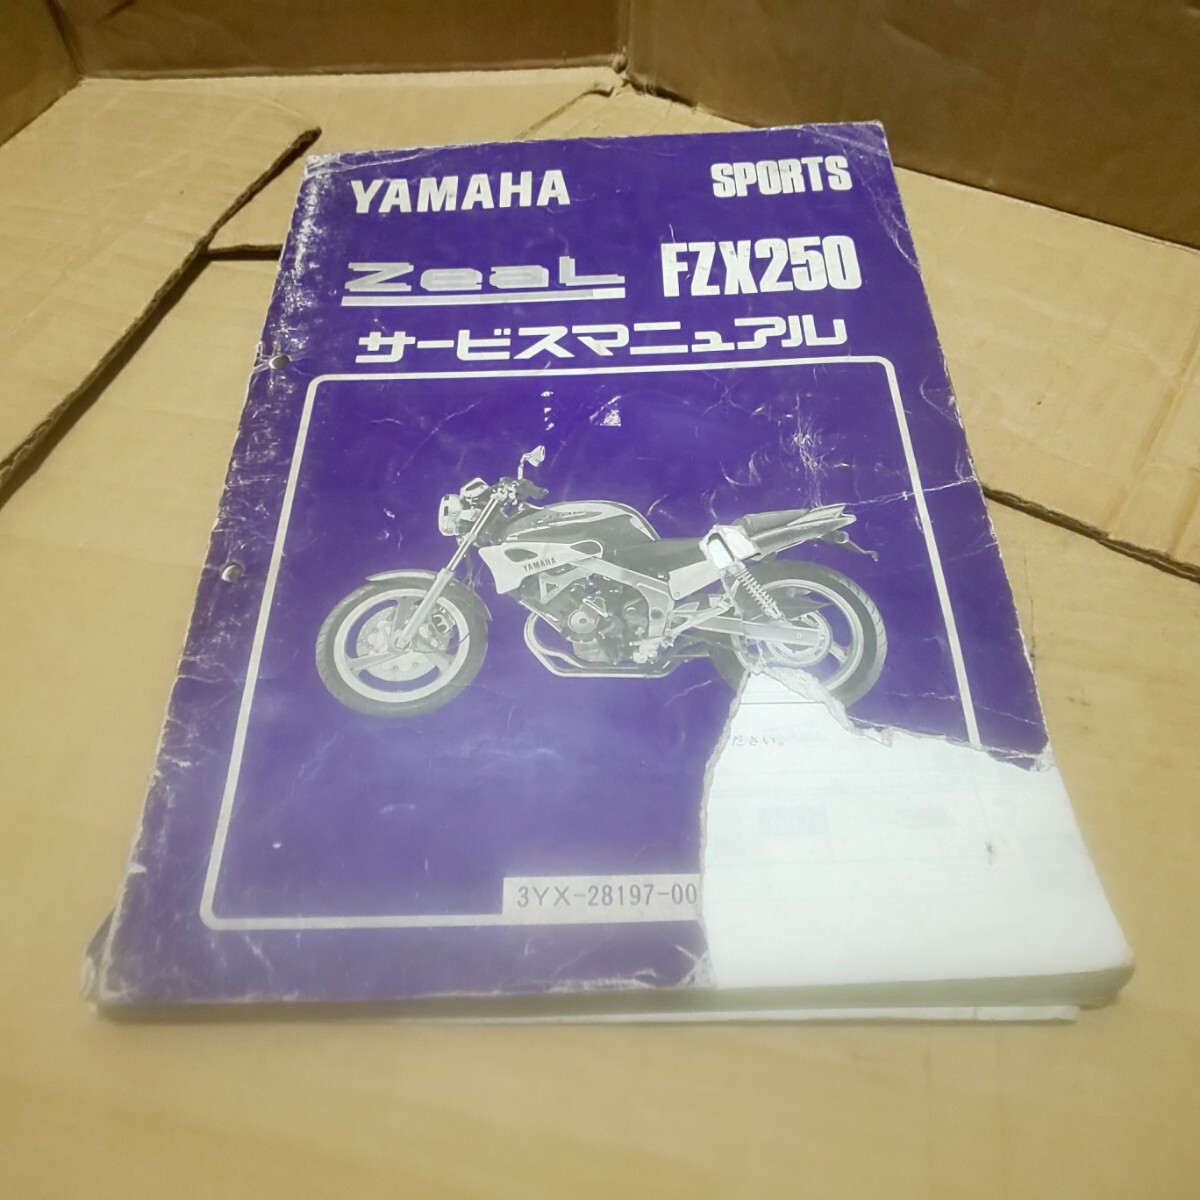 YAMAHA SPORTS
Zeal FZX250
サービスマニュアル
YAMAHA
ださい。
3YX-28197-00